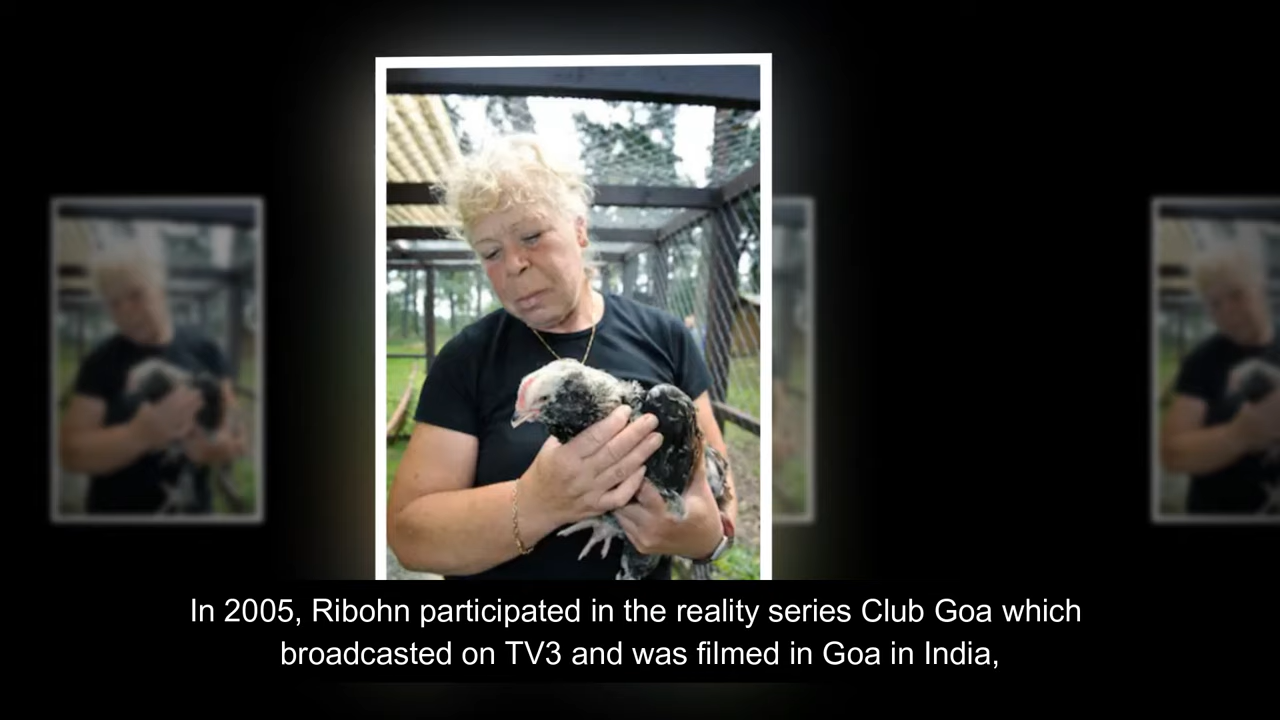 In 2005, Ribohn participated in the reality series Club Goa which
broadcasted on TV3 and was filmed in Goa in India,